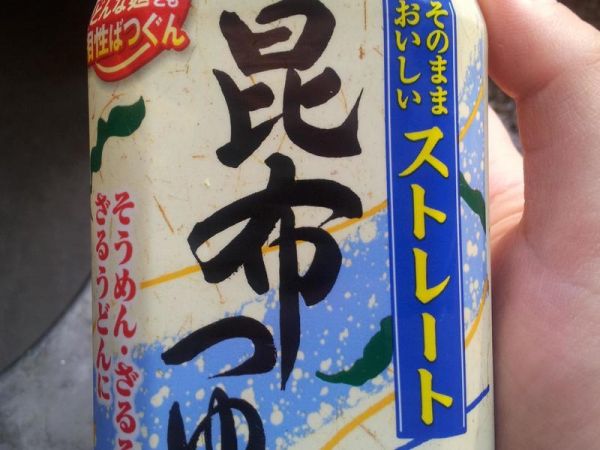 どんな麺とも
相性ばつぐん
そのまま
おいしい
ストレート
昆布つゆ
そうめん・ざる
ざるうどんに